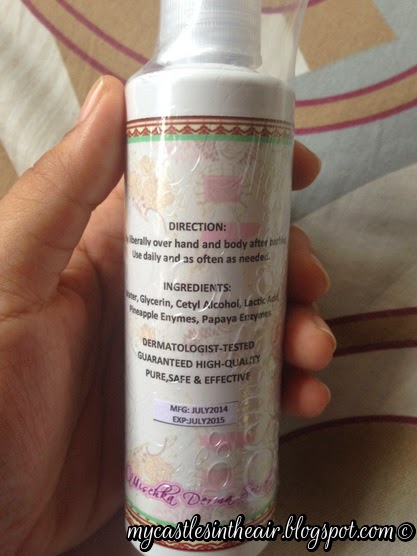 DIRECTION:
liberally over hand and body after bathing.
Use daily and as often as needed.
INGREDIENTS:
Water, Glycerin, Cetyl Alcohol, Lactic Acid,
Pineapple Enymes, Papaya Enzymes
DERMATOLOGIST-TESTED
GUARANTEED HIGH-QUALITY
PURE,SAFE & EFFECTIVE
MFG: JULY2014
EXP:JULY2015
Mischka Derma
mycastlesintheair.blogspot.com ©